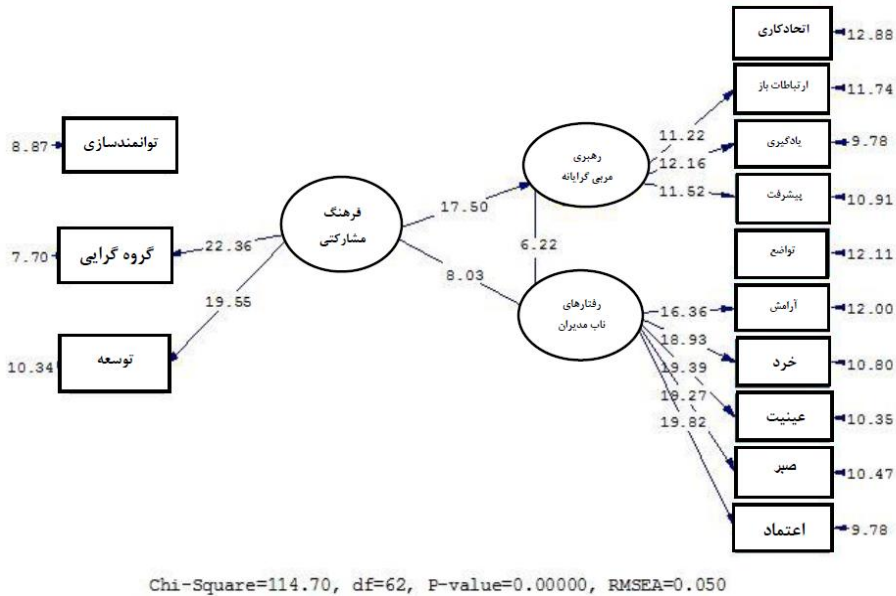 اتحادکاری
12.88
ارتباطات باز
11.74
یادگیری
9.78
پیشرفت
10.91
تواضع
12.11
آرامش
12.00
خرد
10.80
عینیت
10.35
صبر
10.47
اعتماد
9.78
رهبری
مربی گرایانه
11.22
12.16
11.52
رفتارهای
ناب مدیران
16.36
18.93
19.39
19.27
19.82
6.22
17.50
8.03
فرهنگ
مشارکتی
22.36
19.55
توانمندسازی
8.87
گروه گرایی
7.70
توسعه
10.34
Chi-Square=114.70, df=62, P-value=0.00000, RMSEA=0.050